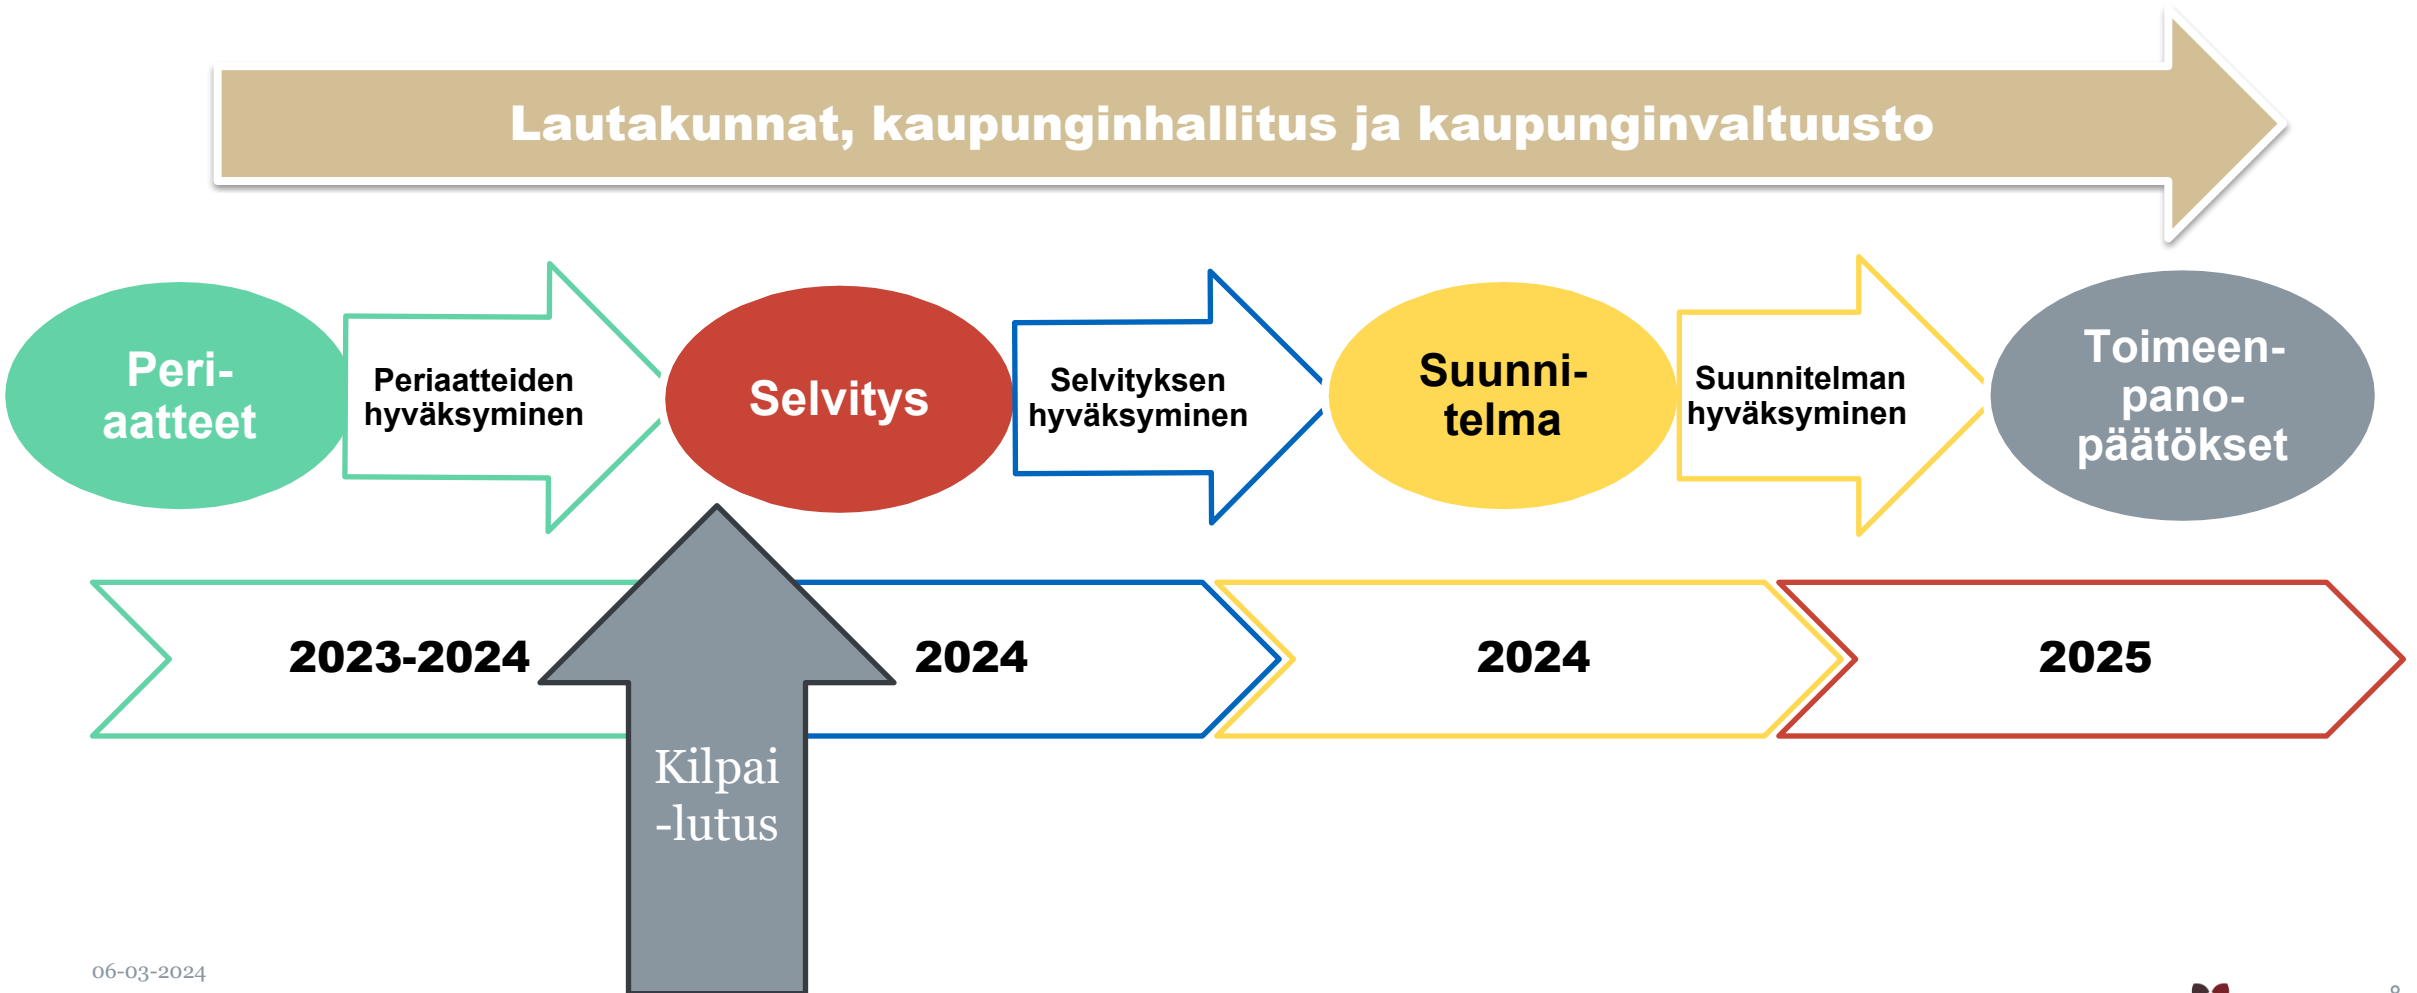 Lautakunnat, kaupunginhallitus ja kaupunginvaltuusto
Peri-
aatteet
Periaatteiden
hyväksyminen
Selvitys
Selvityksen
hyväksyminen
Suunni-
telma
Suunnitelman
hyväksyminen
Toimeen-
pano-
päätökset
2023-2024
2024
2024
2025
Kilpai
-lutus
06-03-2024